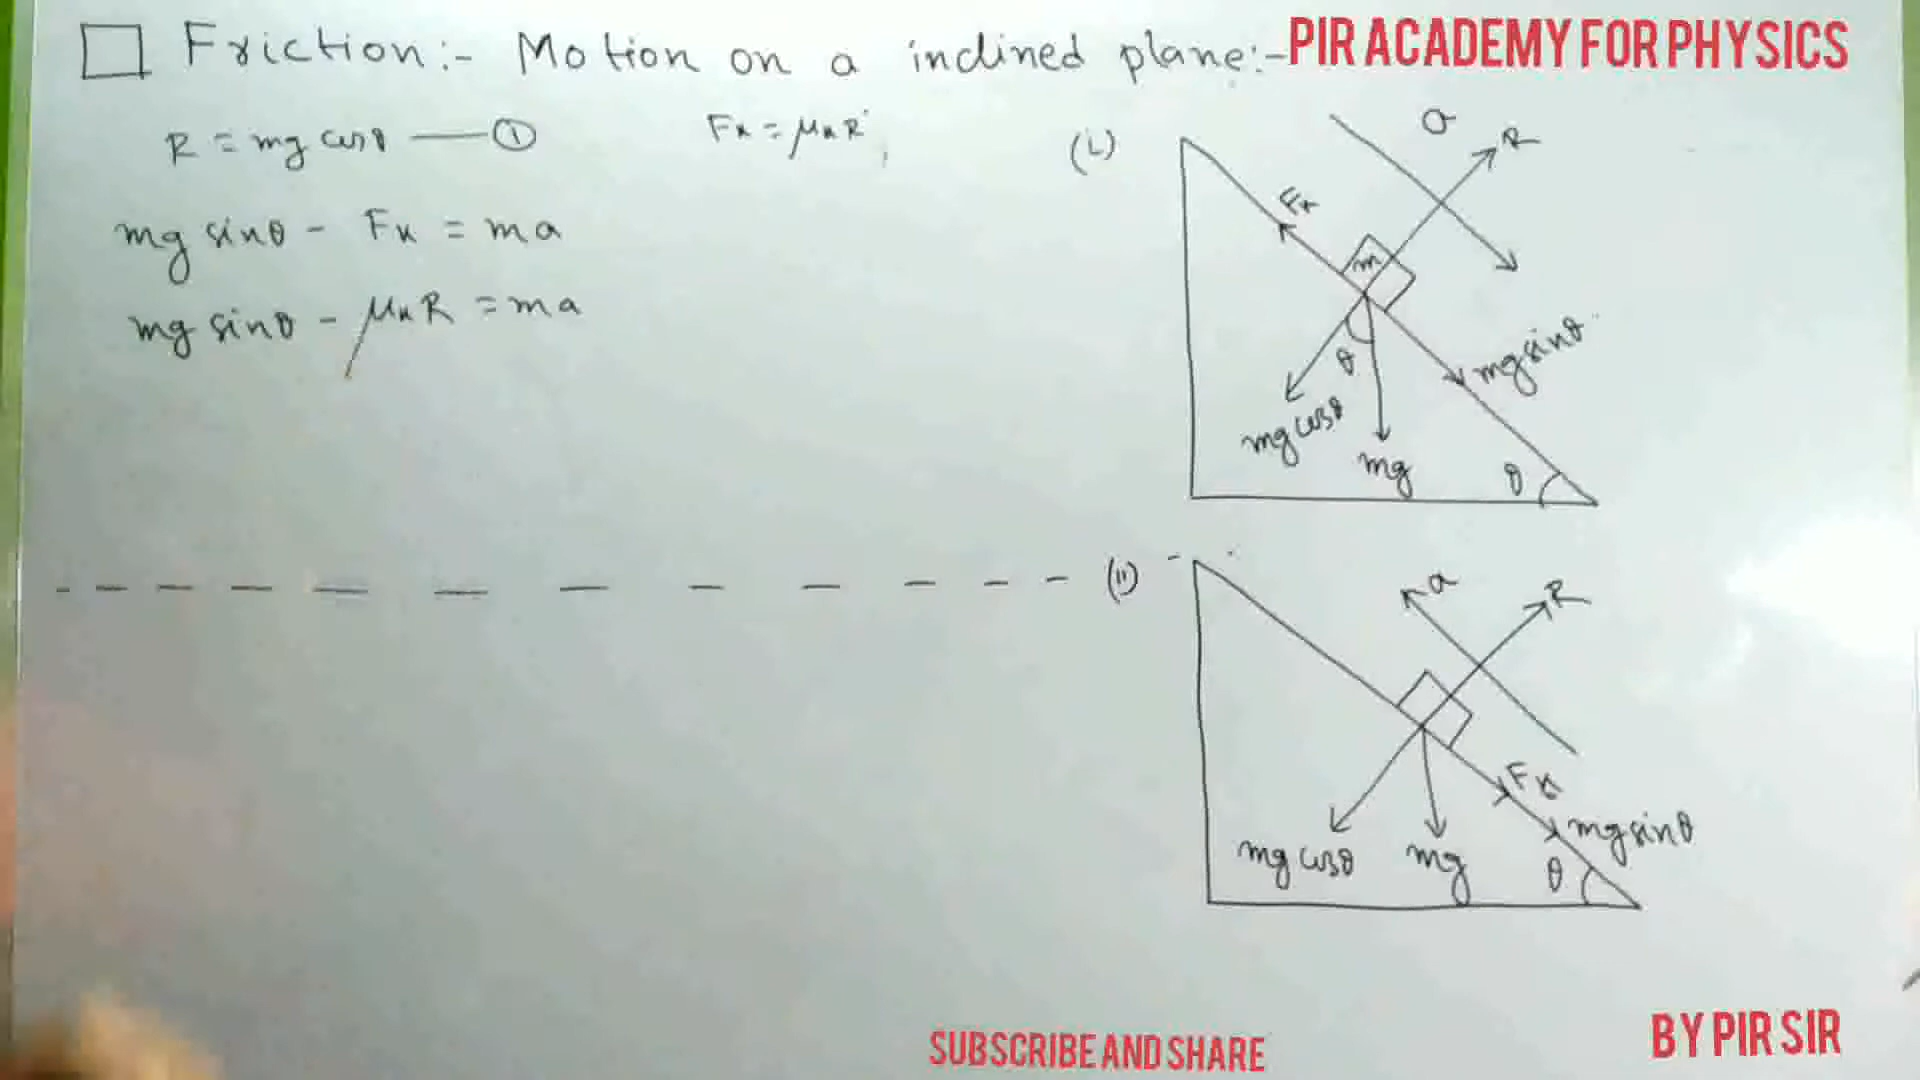 Friction:- Motion on a inclined plane:-
PIR ACADEMY FOR PHYSICS
R = mg cosθ —— ①
Fk = μkR
mg sinθ - Fk = ma
mg sinθ - μkR = ma
(i)
a
R
Fk
m
θ
mg sinθ
mg cosθ
mg
θ
(ii)
a
R
Fk
mg sinθ
mg cosθ
mg
θ
SUBSCRIBE AND SHARE
BY PIR SIR